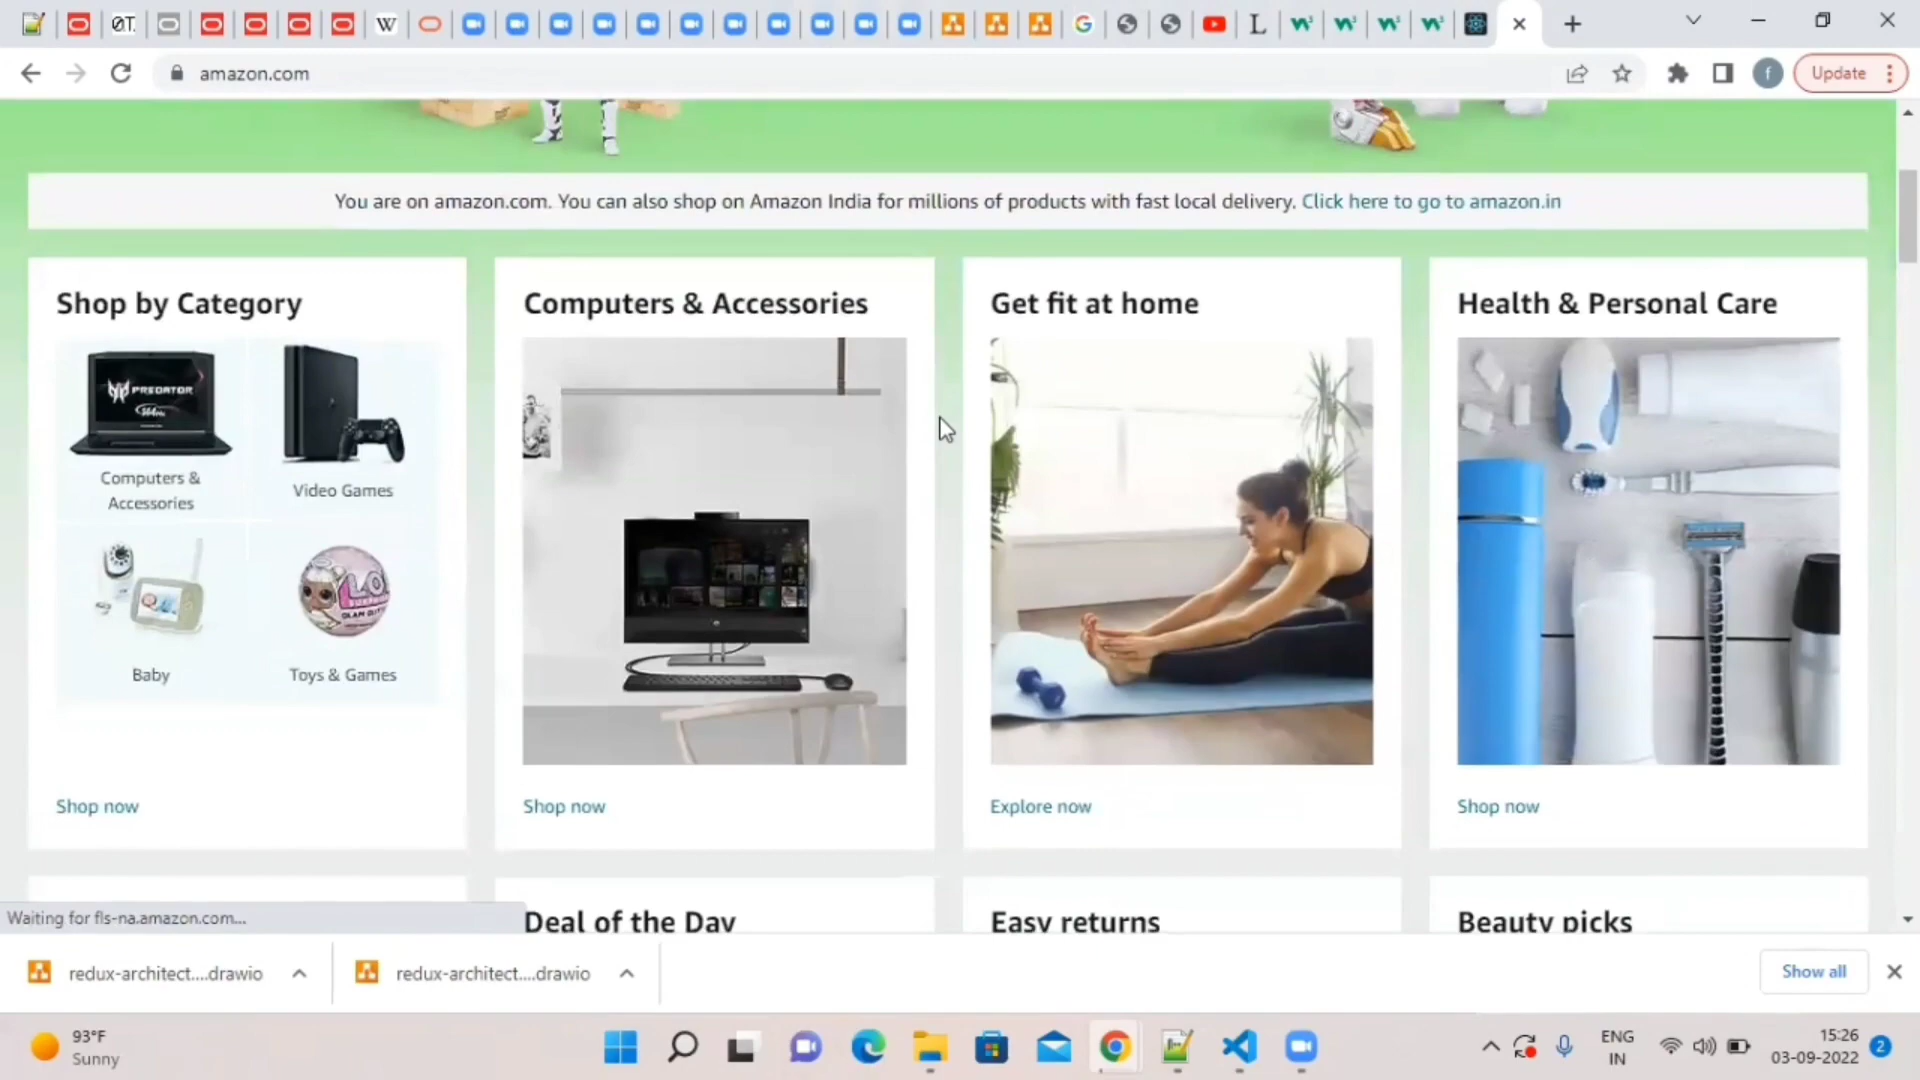 amazon.com
Update
You are on amazon.com. You can also shop on Amazon India for millions of products with fast local delivery. Click here to go to amazon.in
Shop by Category
Computers & Accessories
Get fit at home
Health & Personal Care
PREDATOR
Computers &
Accessories
Video Games
Baby
Toys & Games
Shop now
Shop now
Explore now
Shop now
Waiting for fls-na.amazon.com...
Deal of the Day
Easy returns
Beauty picks
redux-architect....drawio
redux-architect....drawio
Show all
93°F
Sunny
ENG
IN
15:26
03-09-2022
2